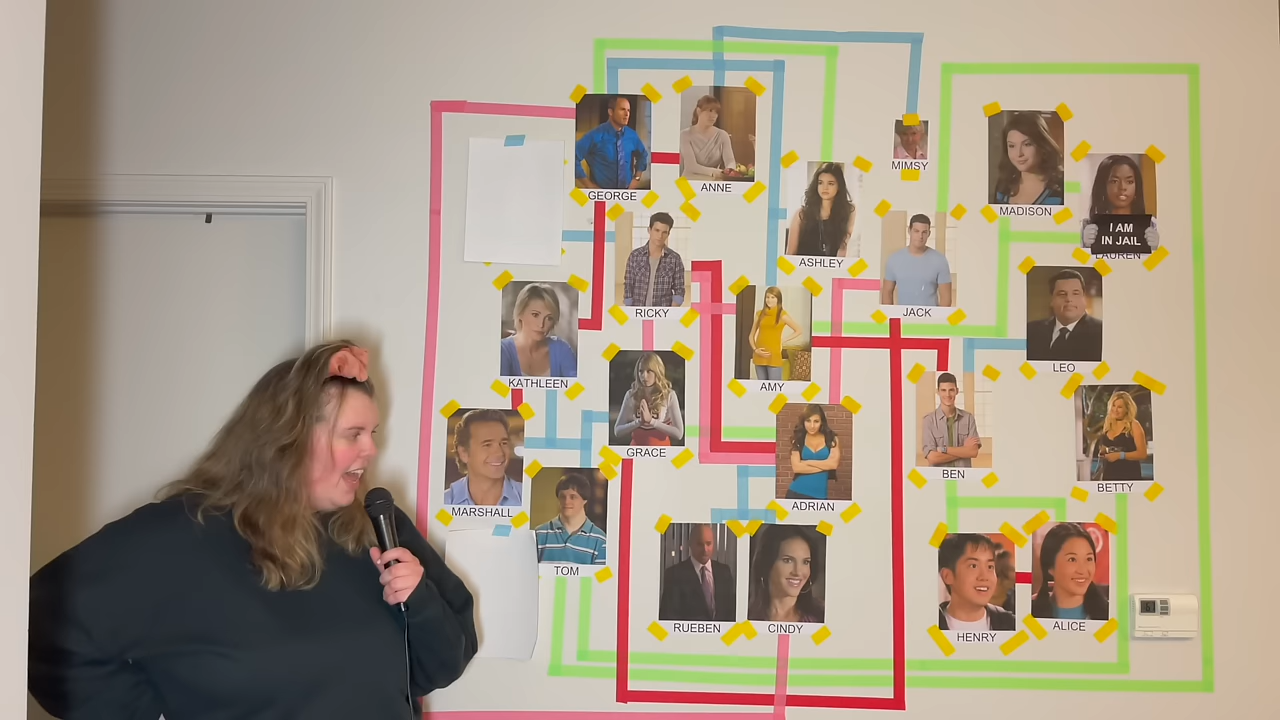 GEORGE
ANNE
MIMSY
MADISON
I AM
IN JAIL
LAUREN
ASHLEY
RICKY
JACK
KATHLEEN
AMY
LEO
GRACE
BEN
BETTY
MARSHALL
ADRIAN
TOM
RUEBEN
CINDY
HENRY
ALICE